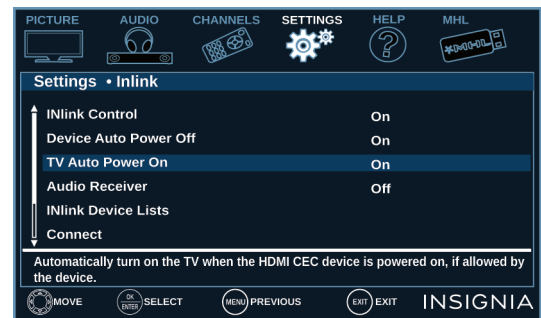 PICTURE AUDIO CHANNELS SETTINGS HELP MHL
MHL
Settings • Inlink
INlink Control On
Device Auto Power Off On
TV Auto Power On On
Audio Receiver Off
INlink Device Lists
Connect
Automatically turn on the TV when the HDMI CEC device is powered on, if allowed by
the device.
MOVE OK ENTER SELECT MENU PREVIOUS EXIT EXIT INSIGNIA